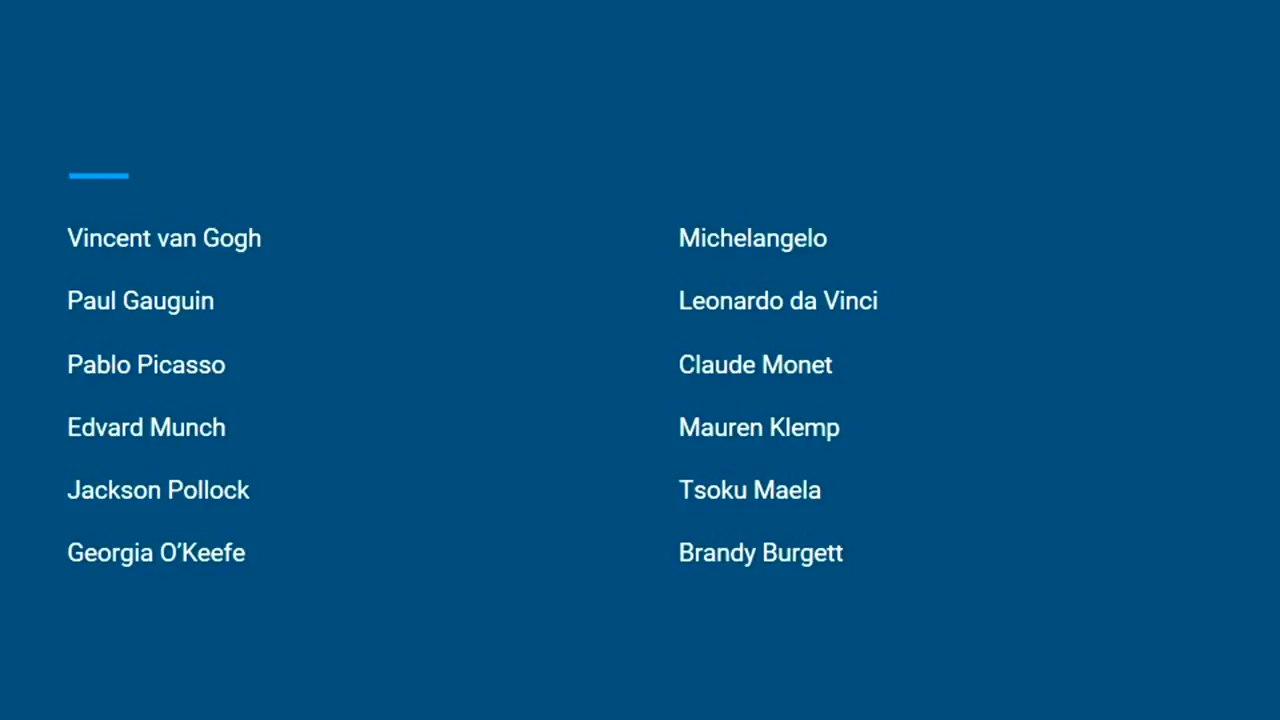 Vincent van Gogh
Paul Gauguin
Pablo Picasso
Edvard Munch
Jackson Pollock
Georgia O’Keefe
Michelangelo
Leonardo da Vinci
Claude Monet
Mauren Klemp
Tsoku Maela
Brandy Burgett